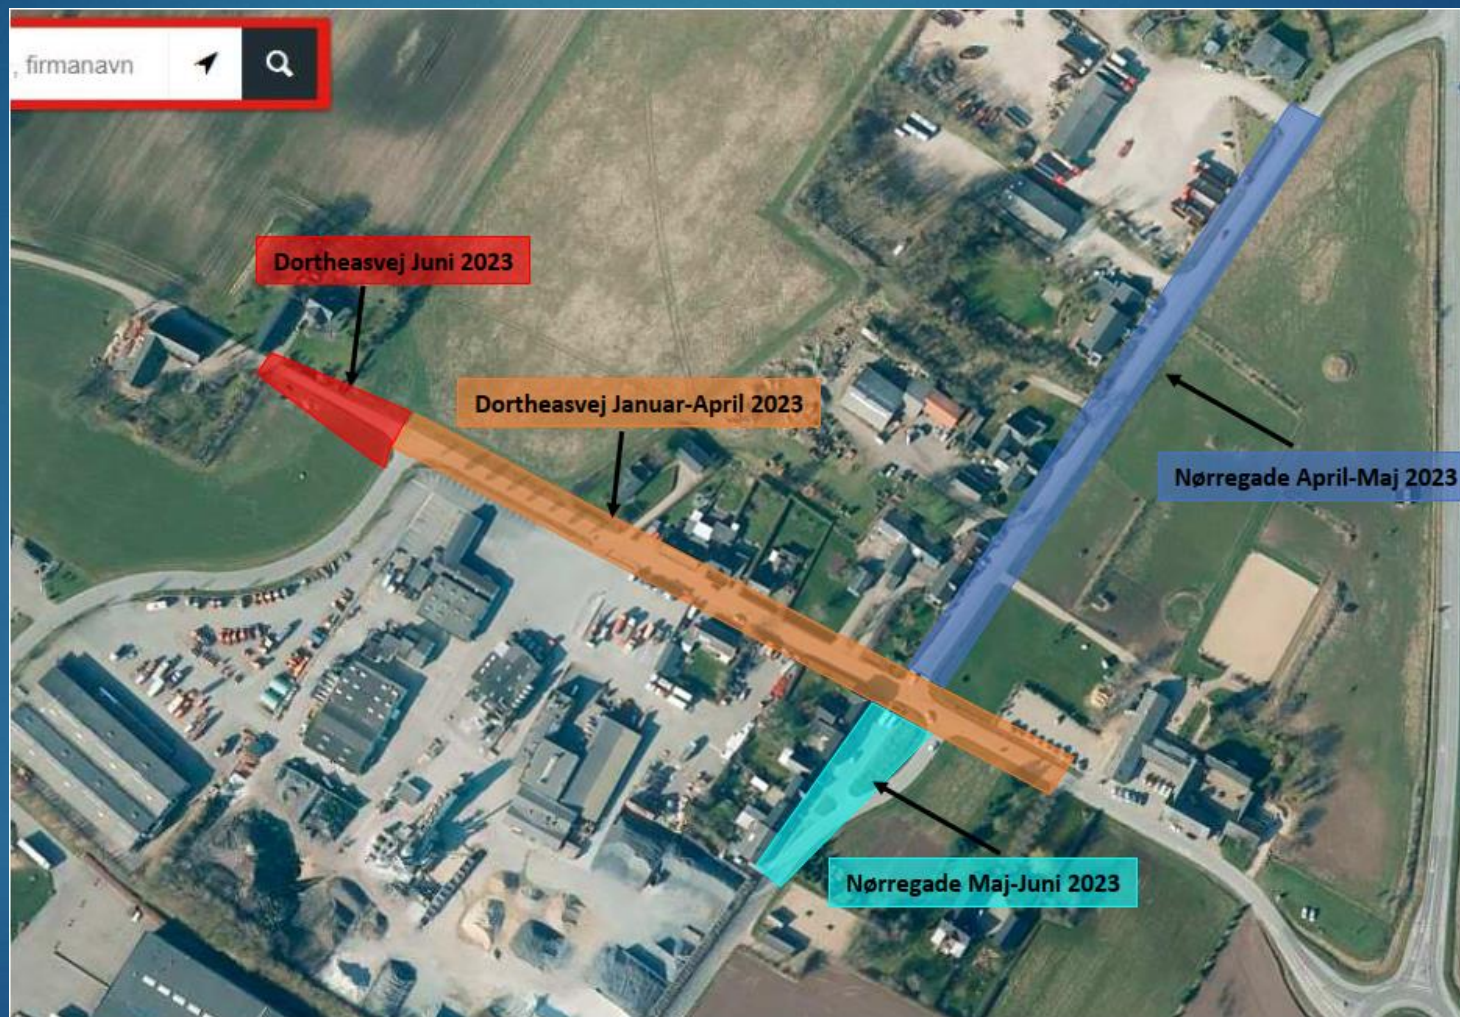 , firmanavn
Dortheasvej Juni 2023
Dortheasvej Januar-April 2023
Nørregade April-Maj 2023
Nørregade Maj-Juni 2023